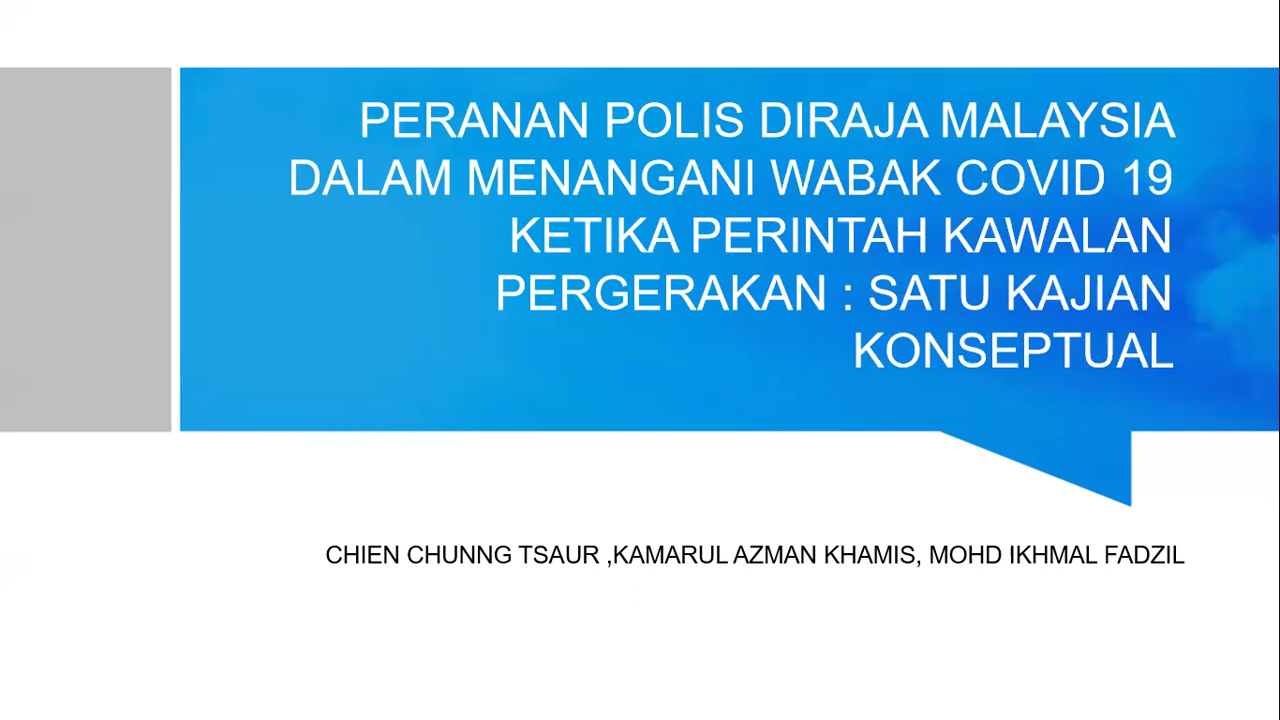 PERANAN POLIS DIRAJA MALAYSIA
DALAM MENANGANI WABAK COVID 19
KETIKA PERINTAH KAWALAN
PERGERAKAN : SATU KAJIAN
KONSEPTUAL
CHIEN CHUNNG TSAUR ,KAMARUL AZMAN KHAMIS, MOHD IKHMAL FADZIL